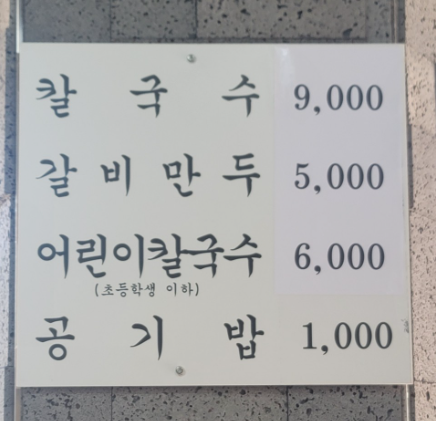 칼국수 9,000
갈비만두 5,000
어린이칼국수 6,000
(초등학생 이하)
공기밥 1,000